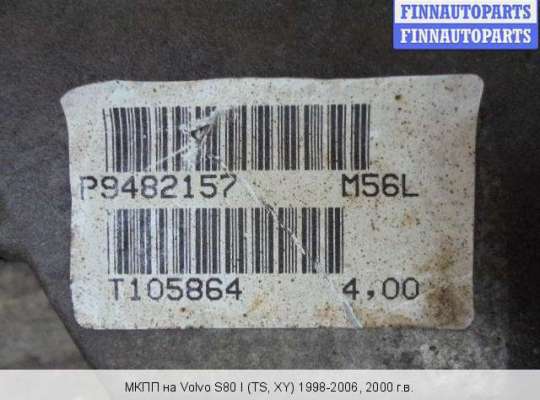 FINNAUTOPARTS
FINNAUTOPARTS
P9482157 M56L
T105864 4,00
МКПП на Volvo S80 I (TS, XY) 1998-2006, 2000 г.в.